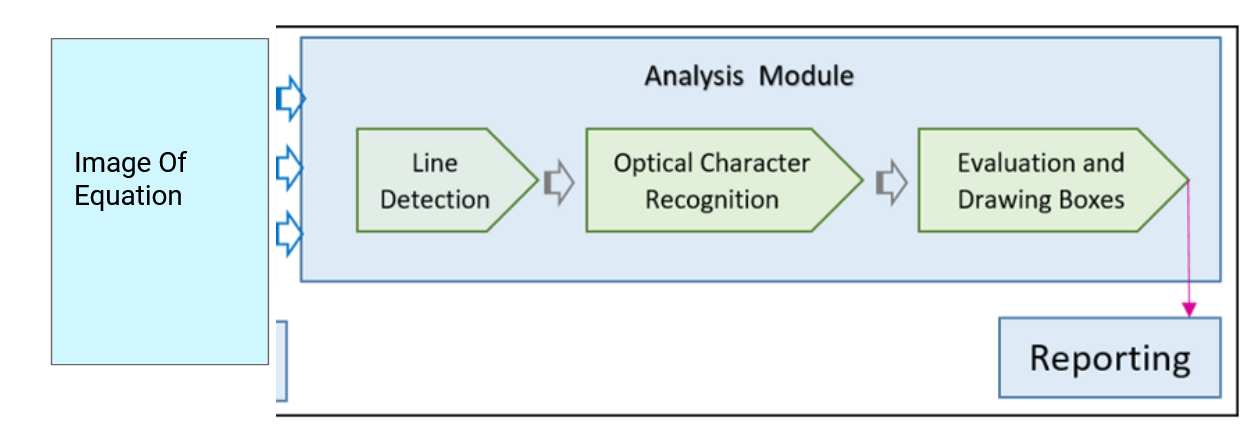 Image Of
Equation
Analysis Module
Line
Detection
Optical Character
Recognition
Evaluation and
Drawing Boxes
Reporting